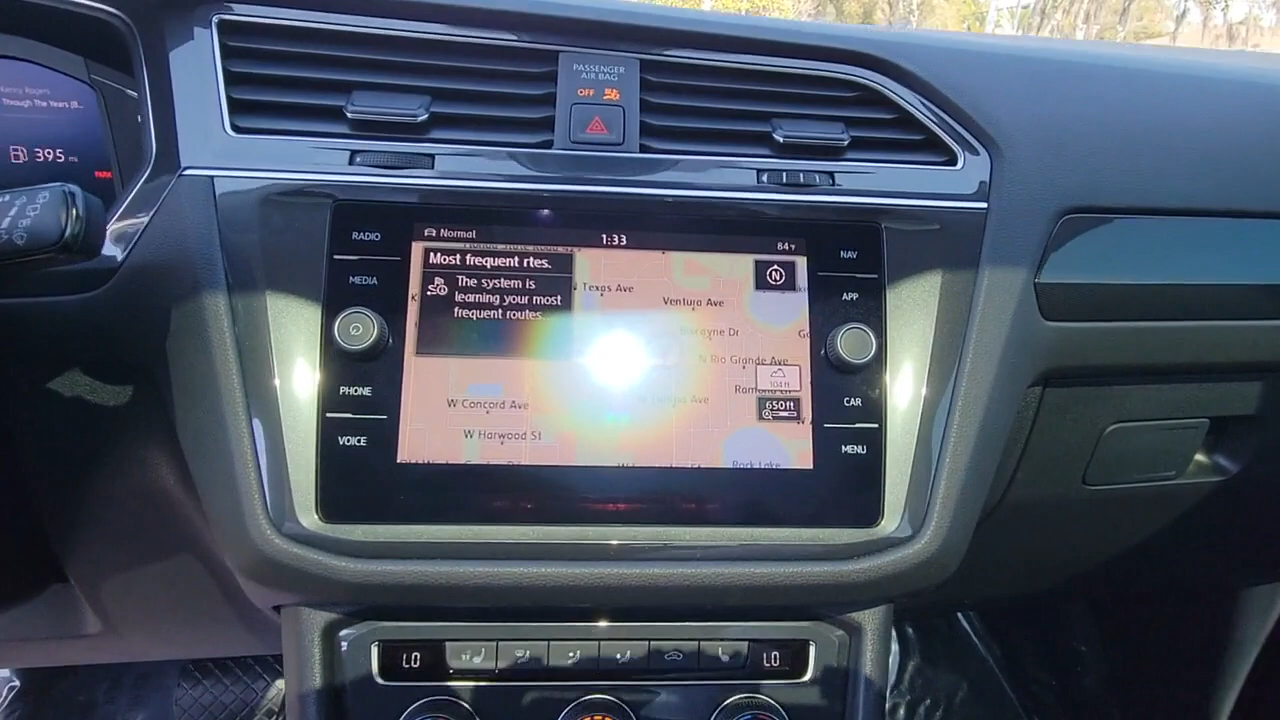 Kenny Rogers
Through The Years (B...
395 mi
PARK
PASSENGER
AIR BAG
OFF
RADIO
MEDIA
PHONE
VOICE
Normal
1:33
84°F
Most frequent rtes.
The system is
learning your most
frequent routes.
Texas Ave
Ventura Ave
N Rio Grande Ave
W Concord Ave
W Harwood St
Rock Lake
N
104 ft
650 ft
NAV
APP
CAR
MENU
LO
LO